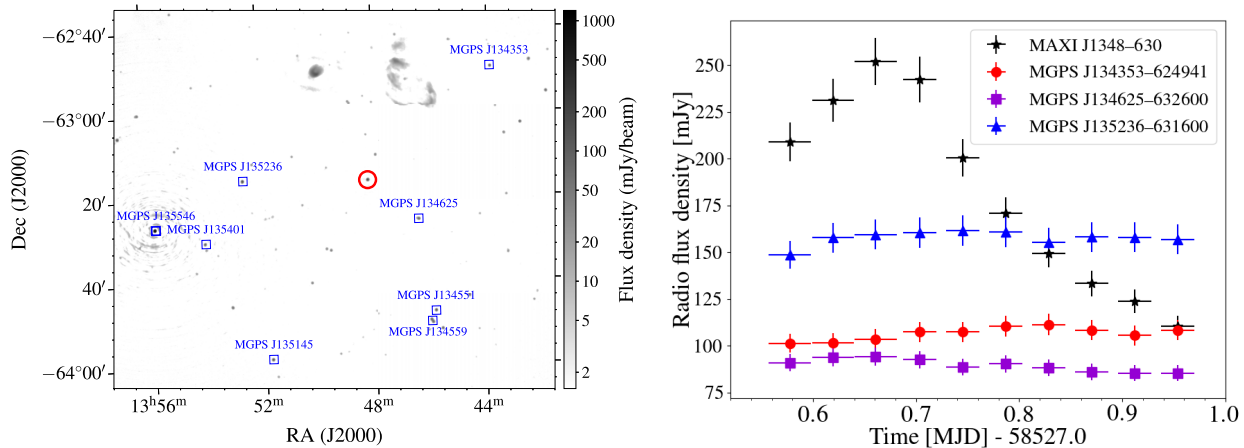 −62°40′
−63°00′
20′
40′
−64°00′
Dec (J2000)
MGPS J134353
MGPS J135236
MGPS J134625
MGPS J135546
MGPS J135401
MGPS J134551
MGPS J134559
MGPS J135145
13ʰ56ᵐ
52ᵐ
48ᵐ
44ᵐ
RA (J2000)
1000
500
200
100
50
20
10
5
2
Flux density (mJy/beam)
MAXI J1348–630
MGPS J134353–624941
MGPS J134625–632600
MGPS J135236–631600
250
225
200
175
150
125
100
75
Radio flux density [mJy]
0.6
0.7
0.8
0.9
1.0
Time [MJD] - 58527.0